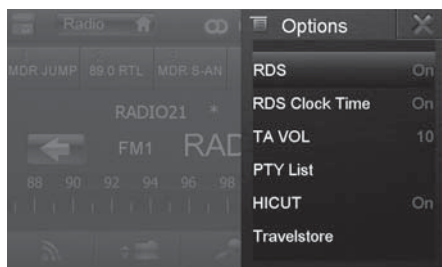 Radio
Options
MDR JUMP 89.0 RTL MDR S-AN
RADIO21 *
FM1 RAD
88 90 92 94 96 98
RDS On
RDS Clock Time On
TA VOL 10
PTY List
HICUT On
Travelstore